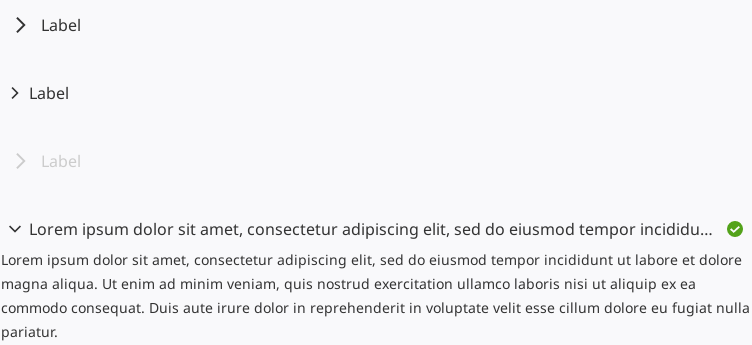 Label
Label
Label
Lorem ipsum dolor sit amet, consectetur adipiscing elit, sed do eiusmod tempor incididu...
Lorem ipsum dolor sit amet, consectetur adipiscing elit, sed do eiusmod tempor incididunt ut labore et dolore
magna aliqua. Ut enim ad minim veniam, quis nostrud exercitation ullamco laboris nisi ut aliquip ex ea
commodo consequat. Duis aute irure dolor in reprehenderit in voluptate velit esse cillum dolore eu fugiat nulla
pariatur.